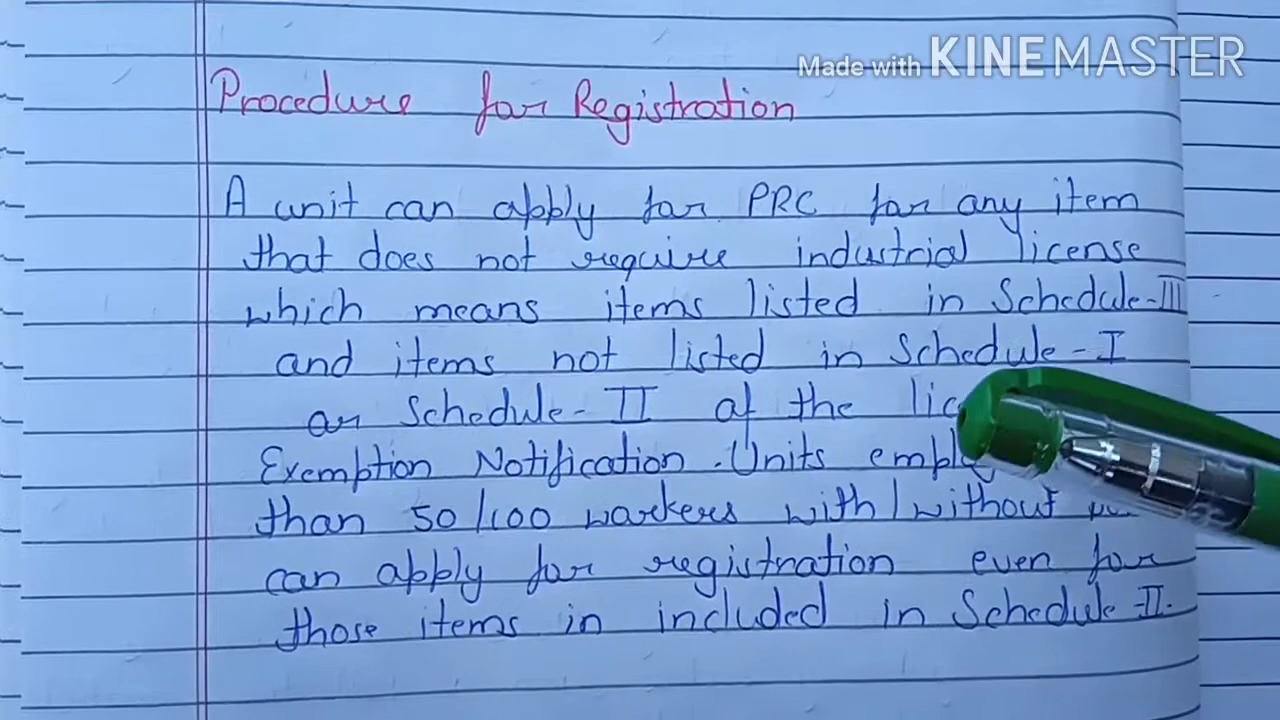 Made with KINEMASTER
Procedure for Registration
A unit can apply for PRC for any item
that does not require industrial license
which means items listed in Schedule-III
and items not listed in Schedule-I
or Schedule-II of the
Exemption Notification. Units
than 50/100 workers with/without
can apply for registration even for
those items in included in Schedule-II.